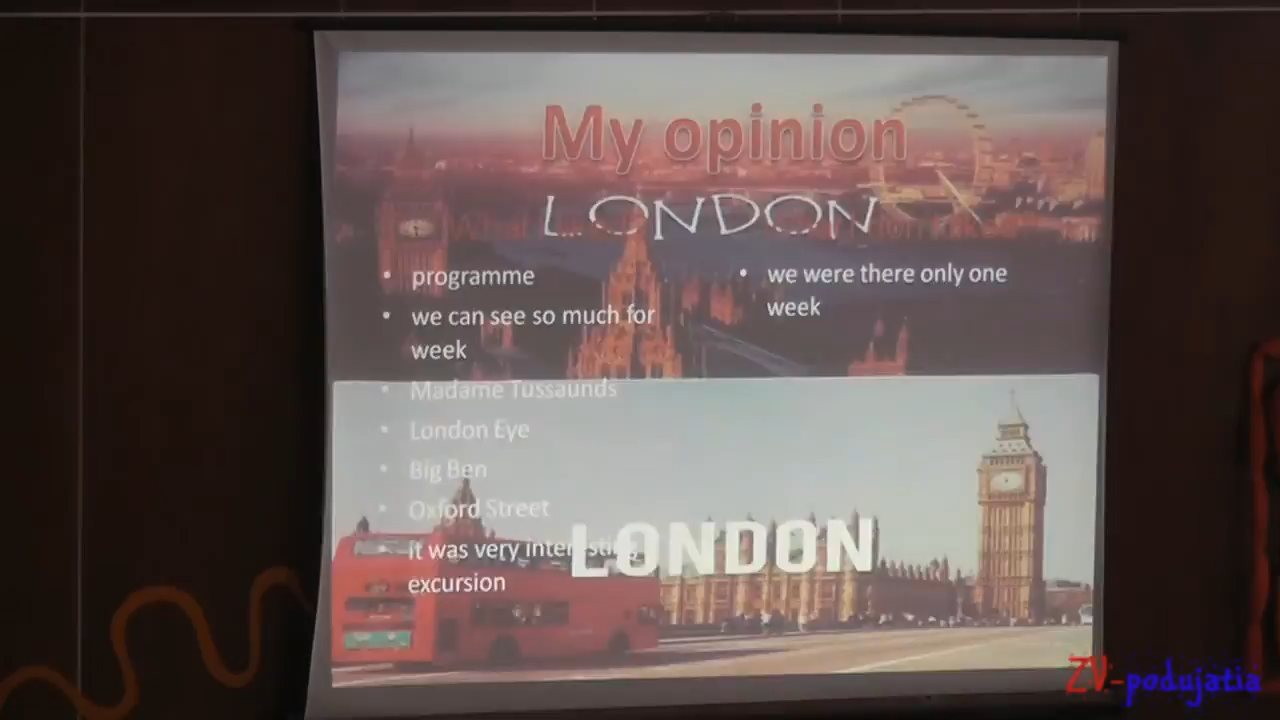 My opinion
LONDON
• programme
• we can see so much for
week
• Madame Tussaunds
• London Eye
• Big Ben
• Oxford Street
• it was very interesting
excursion
• we were there only one
week
LONDON
ZV-podujatia